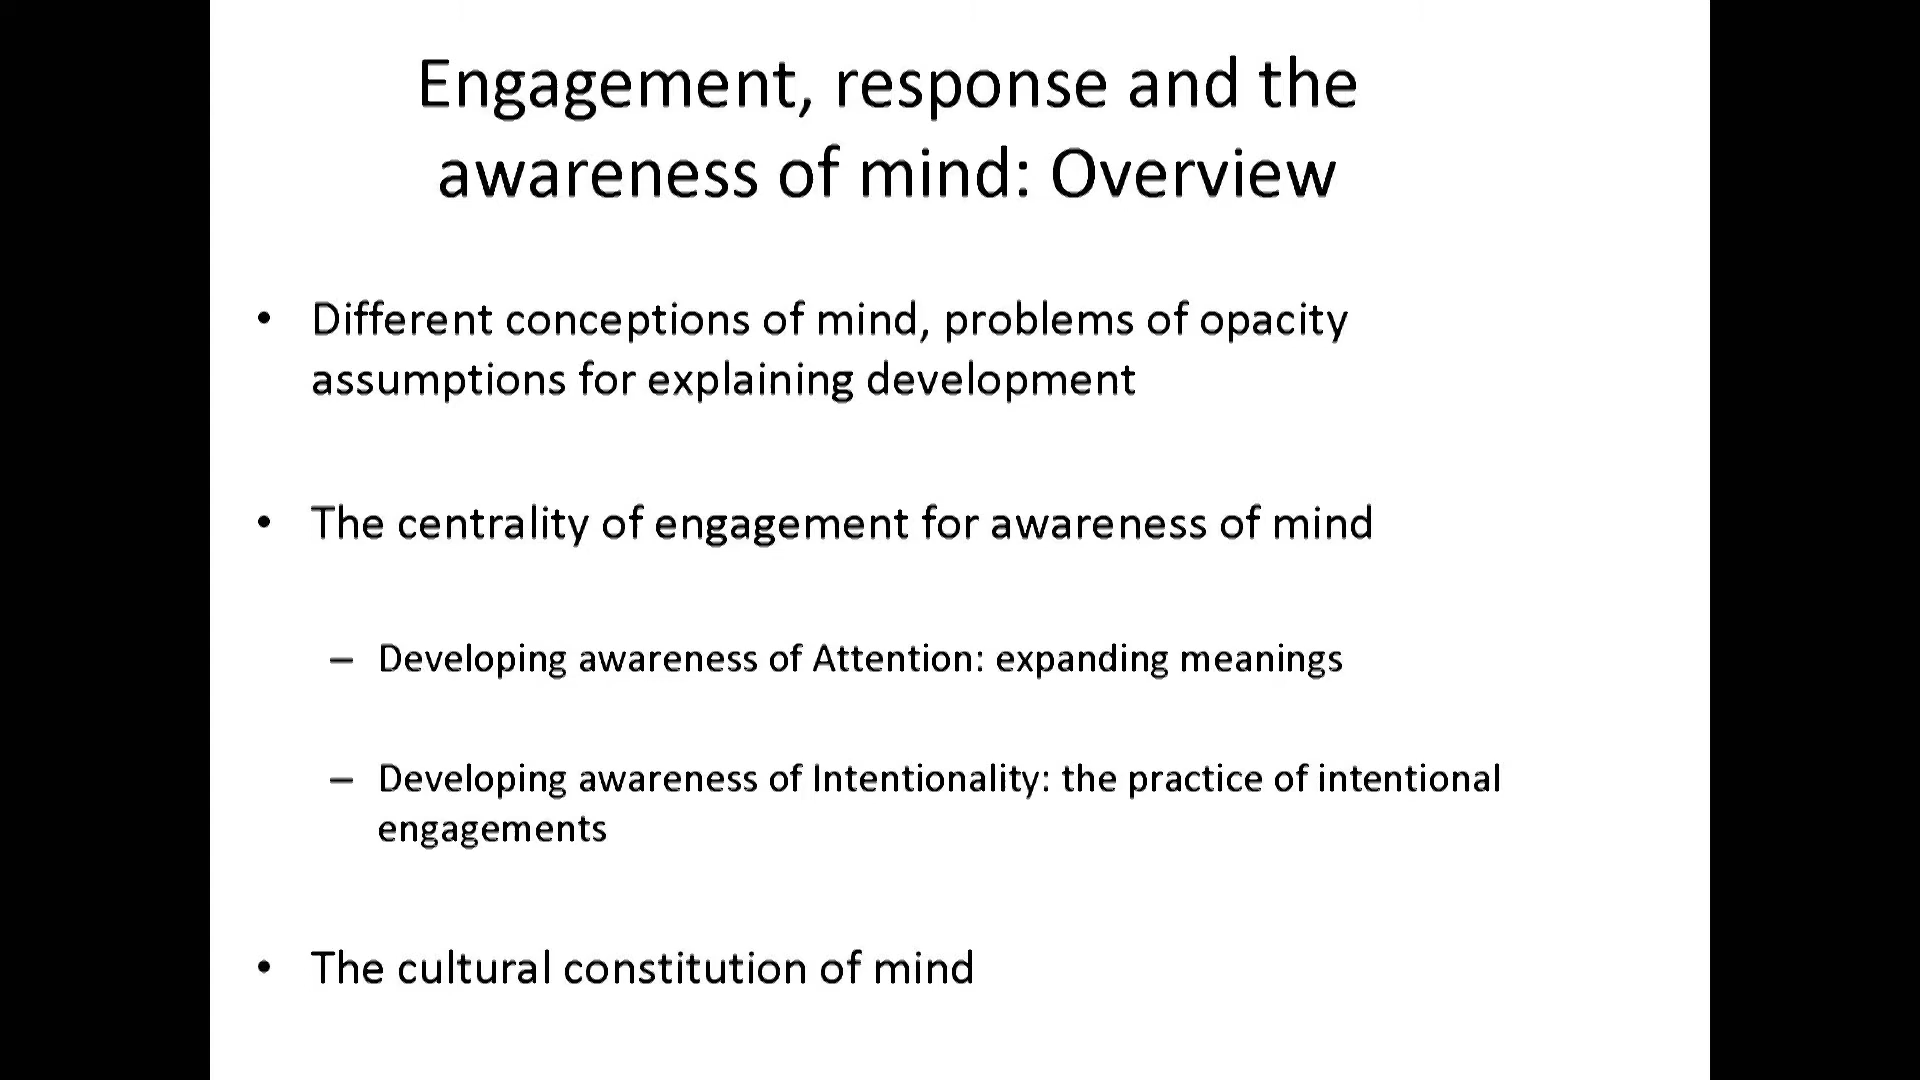 Engagement, response and the
awareness of mind: Overview
• Different conceptions of mind, problems of opacity
assumptions for explaining development
• The centrality of engagement for awareness of mind
– Developing awareness of Attention: expanding meanings
– Developing awareness of Intentionality: the practice of intentional
engagements
• The cultural constitution of mind